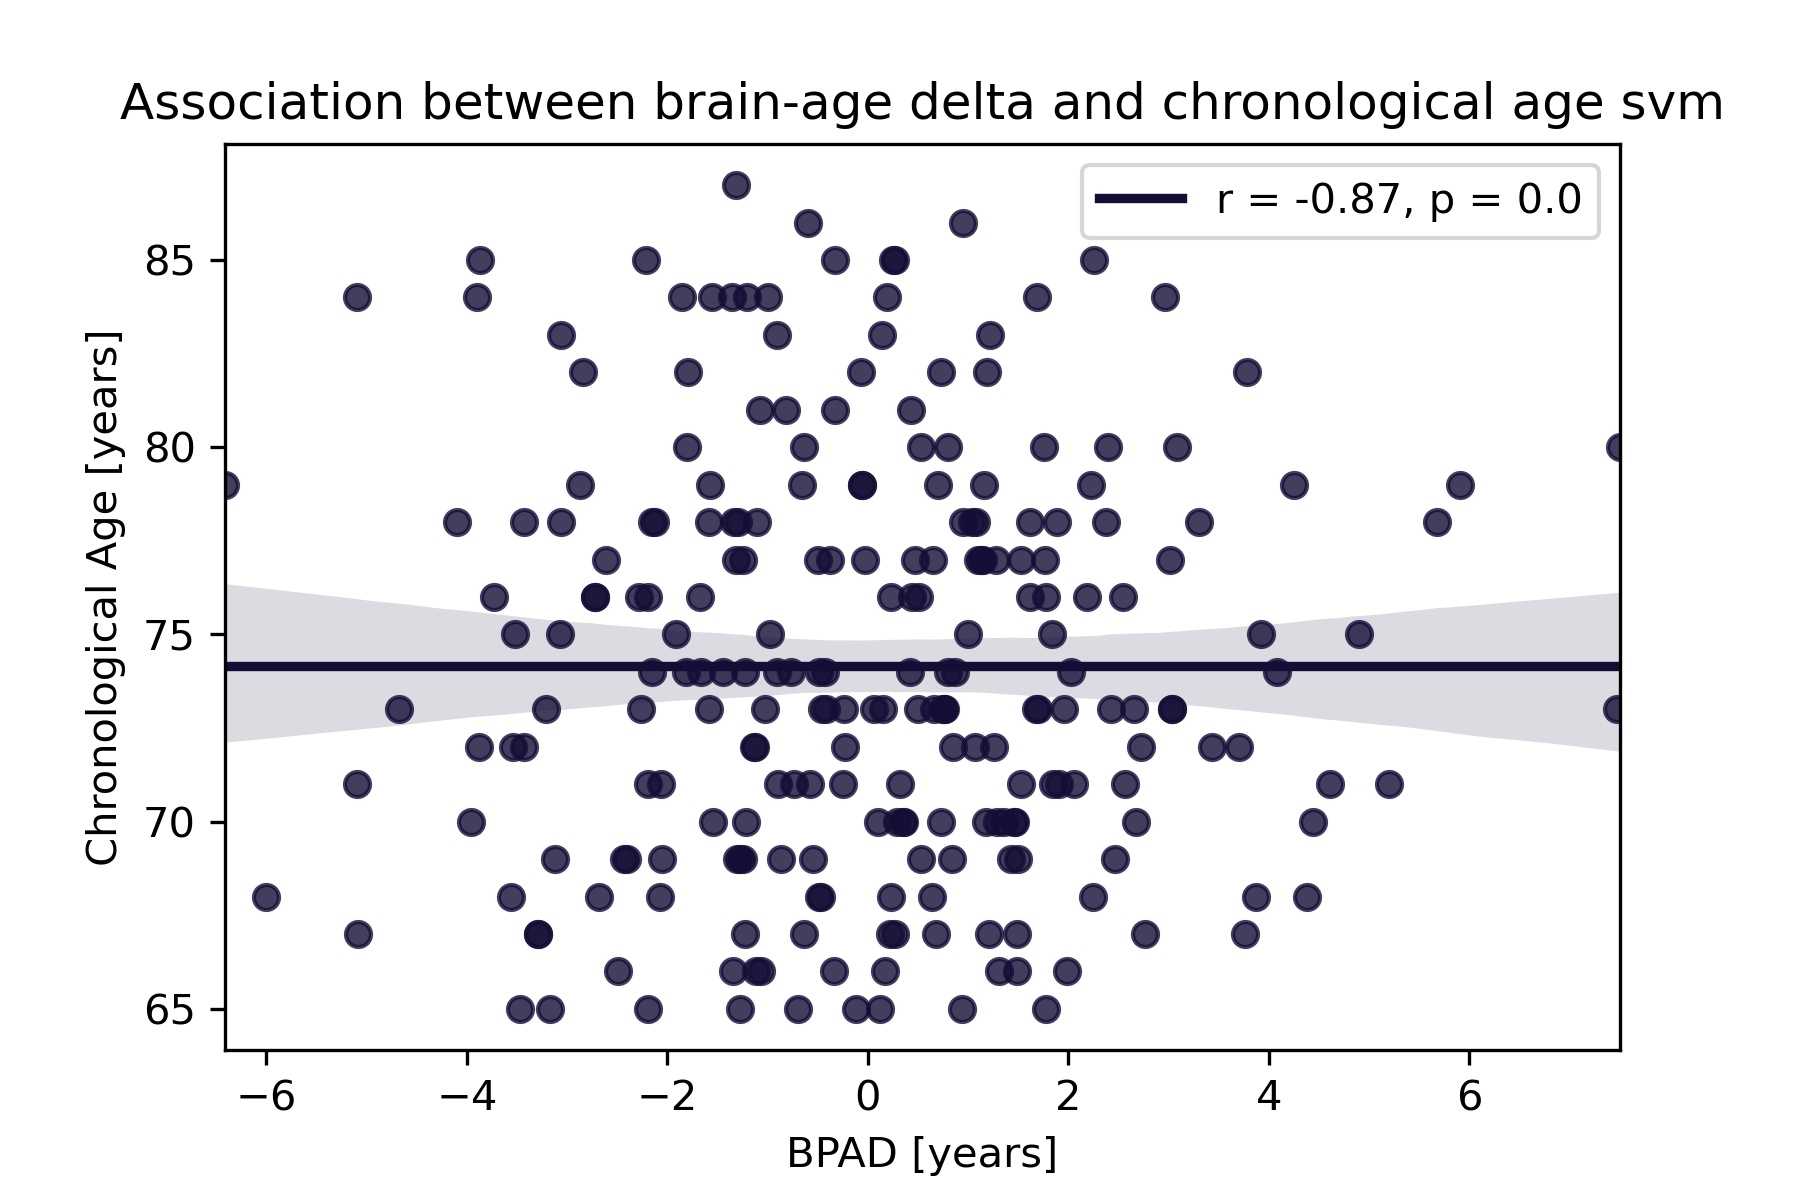 Association between brain-age delta and chronological age svm
r = -0.87, p = 0.0
Chronological Age [years]
85
80
75
70
65
−6 −4 −2 0 2 4 6
BPAD [years]